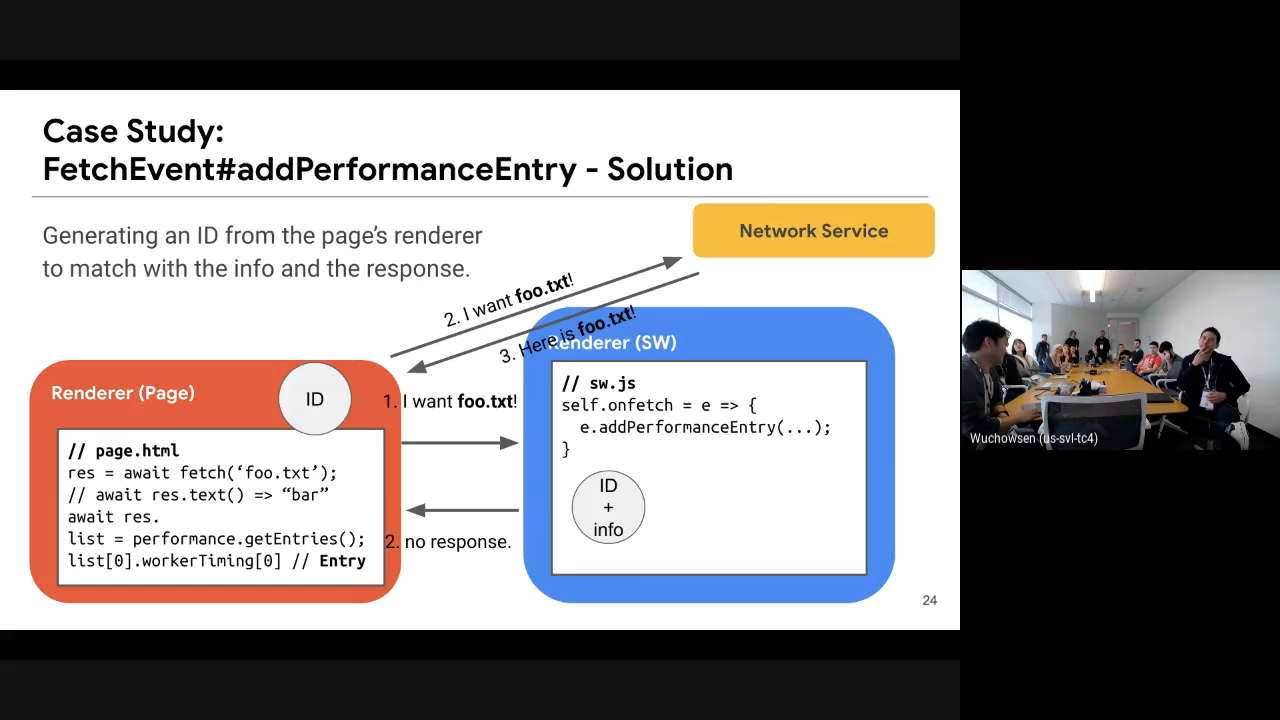 Case Study:
FetchEvent#addPerformanceEntry - Solution
Generating an ID from the page's renderer
to match with the info and the response.
Network Service
2. I want foo.txt!
3. Here is foo.txt!
Renderer (SW)
Renderer (Page)
ID
1. I want foo.txt!
// sw.js
self.onfetch = e => {
e.addPerformanceEntry(...);
}
ID
+
info
// page.html
res = await fetch(‘foo.txt’);
// await res.text() => “bar”
await res.
list = performance.getEntries();
list[0].workerTiming[0] // Entry
2. no response.
24
Wuchowsen (us-svl-tc4)